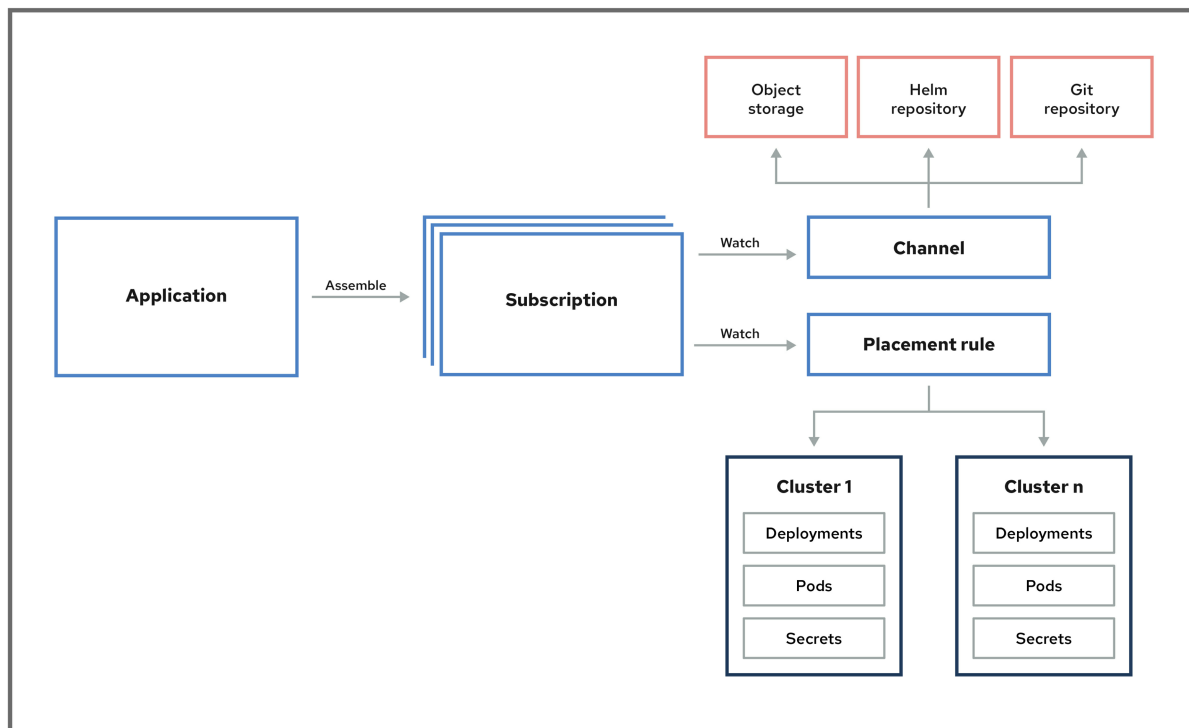 Object
storage
Helm
repository
Git
repository
Application
Assemble
Subscription
Watch
Channel
Watch
Placement rule
Cluster 1
Deployments
Pods
Secrets
Cluster n
Deployments
Pods
Secrets